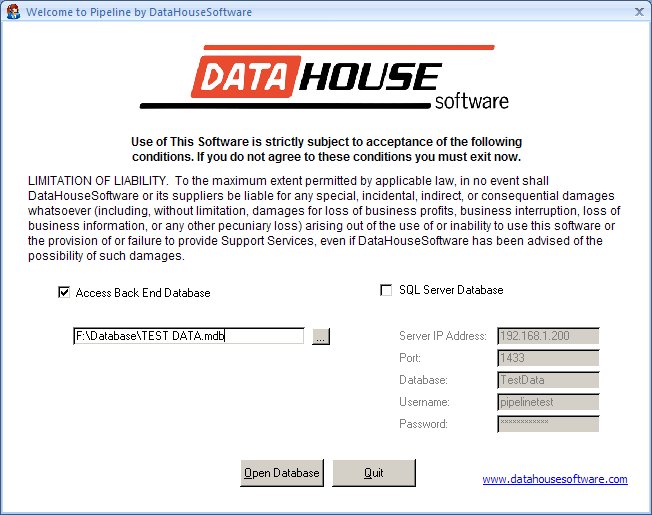 Welcome to Pipeline by DataHouseSoftware
DATA HOUSE
software
Use of This Software is strictly subject to acceptance of the following
conditions. If you do not agree to these conditions you must exit now.
LIMITATION OF LIABILITY.  To the maximum extent permitted by applicable law, in no event shall
DataHouseSoftware or its suppliers be liable for any special, incidental, indirect, or consequential damages
whatsoever (including, without limitation, damages for loss of business profits, business interruption, loss of
business information, or any other pecuniary loss) arising out of the use of or inability to use this software or
the provision of or failure to provide Support Services, even if DataHouseSoftware has been advised of the
possibility of such damages.
Access Back End Database
F:\Database\TEST DATA.mdb
...
SQL Server Database
Server IP Address: 192.168.1.200
Port: 1433
Database: TestData
Username: pipelinetest
Password: ************
Open Database
Quit
www.datahousesoftware.com